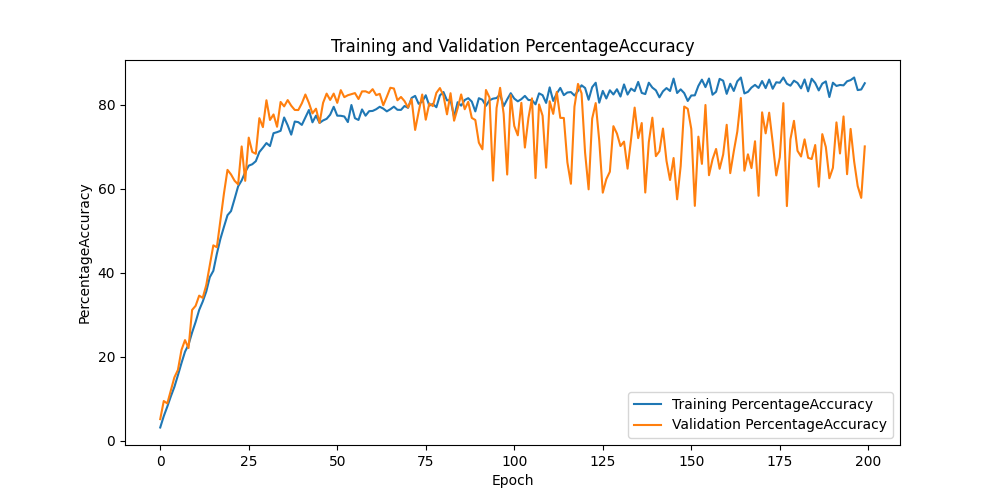 Training and Validation PercentageAccuracy
PercentageAccuracy
80
60
40
20
0
0 25 50 75 100 125 150 175 200
Epoch
Training PercentageAccuracy
Validation PercentageAccuracy